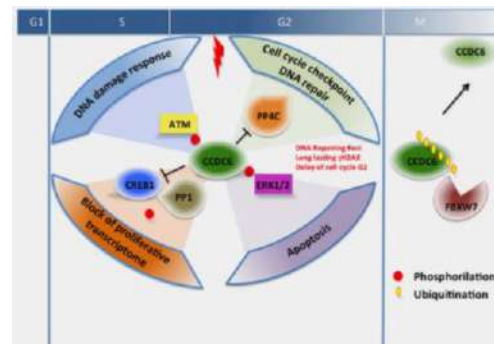 G1 S G2 M
DNA damage response
Cell cycle checkpoint
DNA repair
CCDC6
PP4C
ATM
CCDC6
DNA Repairing Foci
Long lasting γH2AX
Delay of cell cycle G2
CREB1
PP1
ERK1/2
CCDC6
FBXW7
Block of proliferative
transcriptome
Apoptosis
Phosphorilation
Ubiquitination